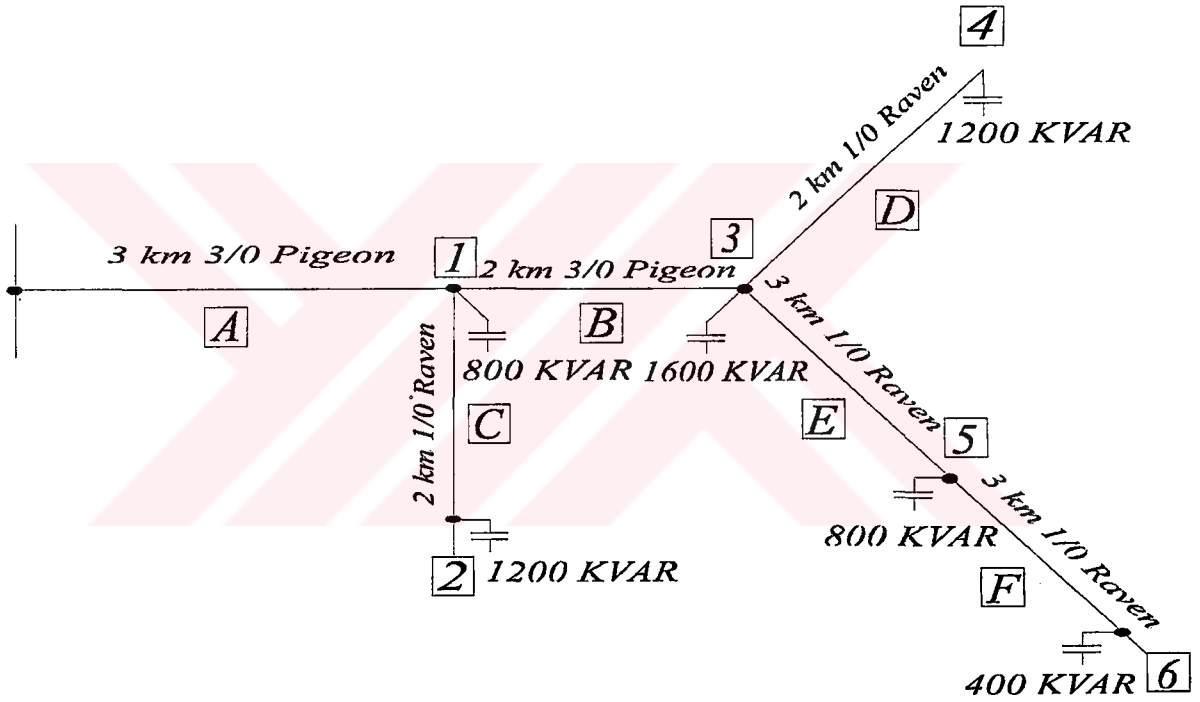 4
2 km 1/0 Raven
1200 KVAR
D
3 km 3/0 Pigeon
1
2 km 3/0 Pigeon
3
A
B
800 KVAR
1600 KVAR
3 km 1/0 Raven
2 km 1/0 Raven
C
E
5
800 KVAR
3 km 1/0 Raven
2
1200 KVAR
F
400 KVAR
6